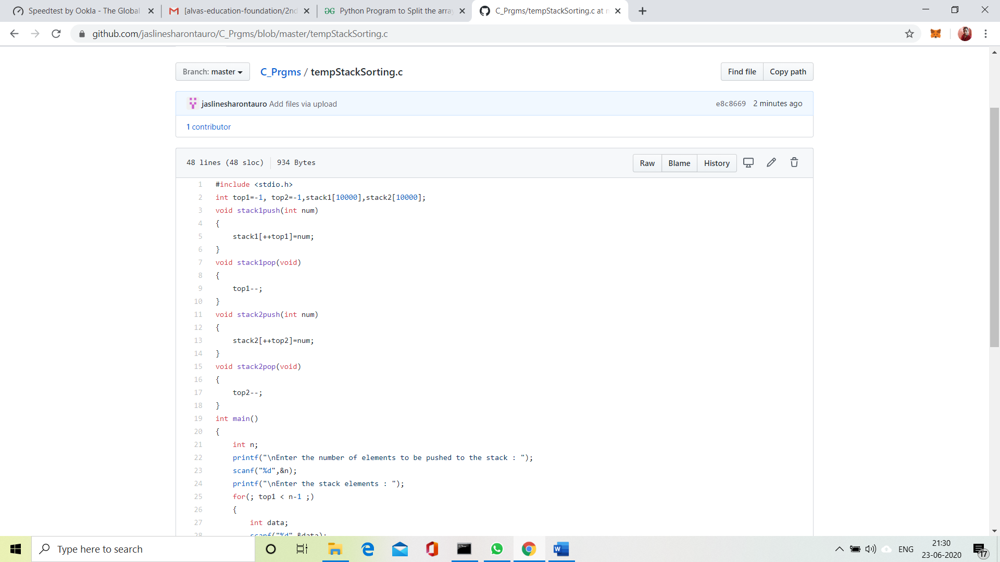 Speedtest by Ookla - The Global
[alvas-education-foundation/2nd
Python Program to Split the array
C_Prgms/tempStackSorting.c at m
github.com/jaslinesharontauro/C_Prgms/blob/master/tempStackSorting.c
Branch: master
C_Prgms / tempStackSorting.c
Find file
Copy path
jaslinesharontauro Add files via upload
e8c8669 2 minutes ago
1 contributor
48 lines (48 sloc) 934 Bytes
Raw Blame History
1 #include <stdio.h>
2 int top1=-1, top2=-1,stack1[10000],stack2[10000];
3 void stack1push(int num)
4 {
5 stack1[++top1]=num;
6 }
7 void stack1pop(void)
8 {
9 top1--;
10 }
11 void stack2push(int num)
12 {
13 stack2[++top2]=num;
14 }
15 void stack2pop(void)
16 {
17 top2--;
18 }
19 int main()
20 {
21 int n;
22 printf("\nEnter the number of elements to be pushed to the stack : ");
23 scanf("%d",&n);
24 printf("\nEnter the stack elements : ");
25 for(; top1 < n-1 ;)
26 {
27 int data;
28 scanf("%d",&data);
Type here to search
ENG
21:30
23-06-2020
17